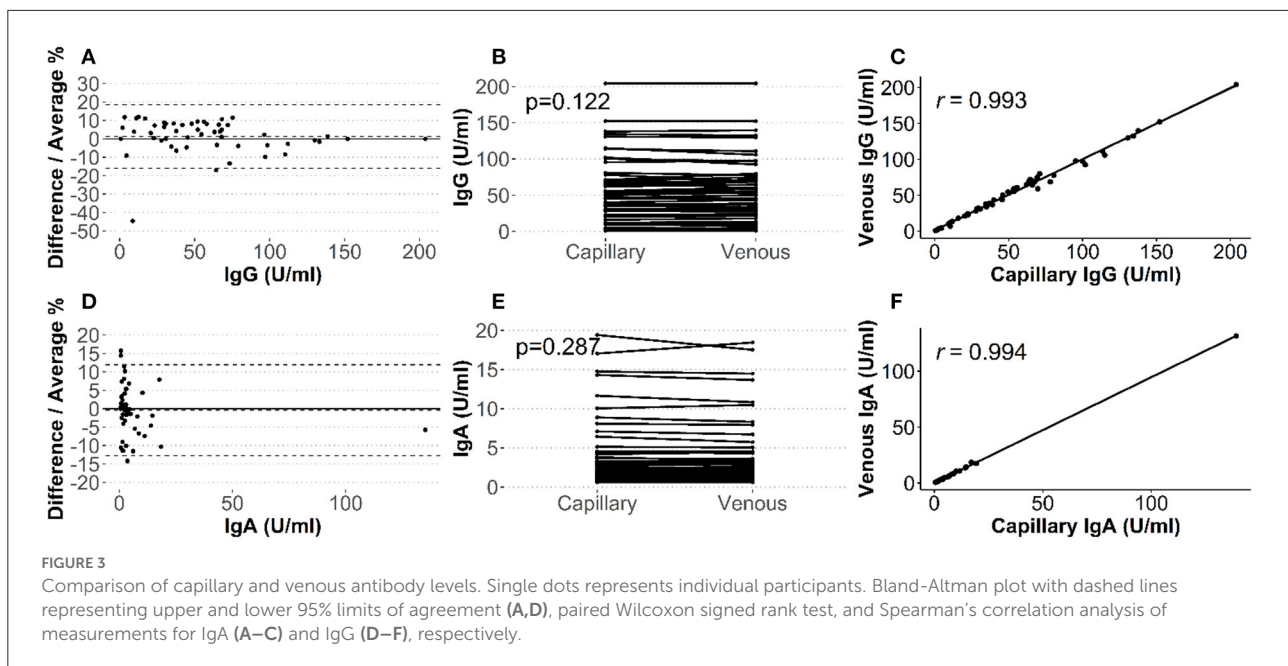 A
Difference / Average %
30
20
10
0
-10
-20
-30
-40
-50
0
50
100
150
200
IgG (U/ml)
B
p=0.122
IgG (U/ml)
200
150
100
50
0
Capillary
Venous
C
r = 0.993
Venous IgG (U/ml)
200
150
100
50
0
0
50
100
150
200
Capillary IgG (U/ml)
D
Difference / Average %
20
15
10
5
0
-5
-10
-15
-20
0
50
100
IgA (U/ml)
E
p=0.287
IgA (U/ml)
20
15
10
5
0
Capillary
Venous
F
r = 0.994
Venous IgA (U/ml)
100
50
0
0
50
100
Capillary IgA (U/ml)
FIGURE 3
Comparison of capillary and venous antibody levels. Single dots represents individual participants. Bland-Altman plot with dashed lines
representing upper and lower 95% limits of agreement (A,D), paired Wilcoxon signed rank test, and Spearman's correlation analysis of
measurements for IgA (A–C) and IgG (D–F), respectively.